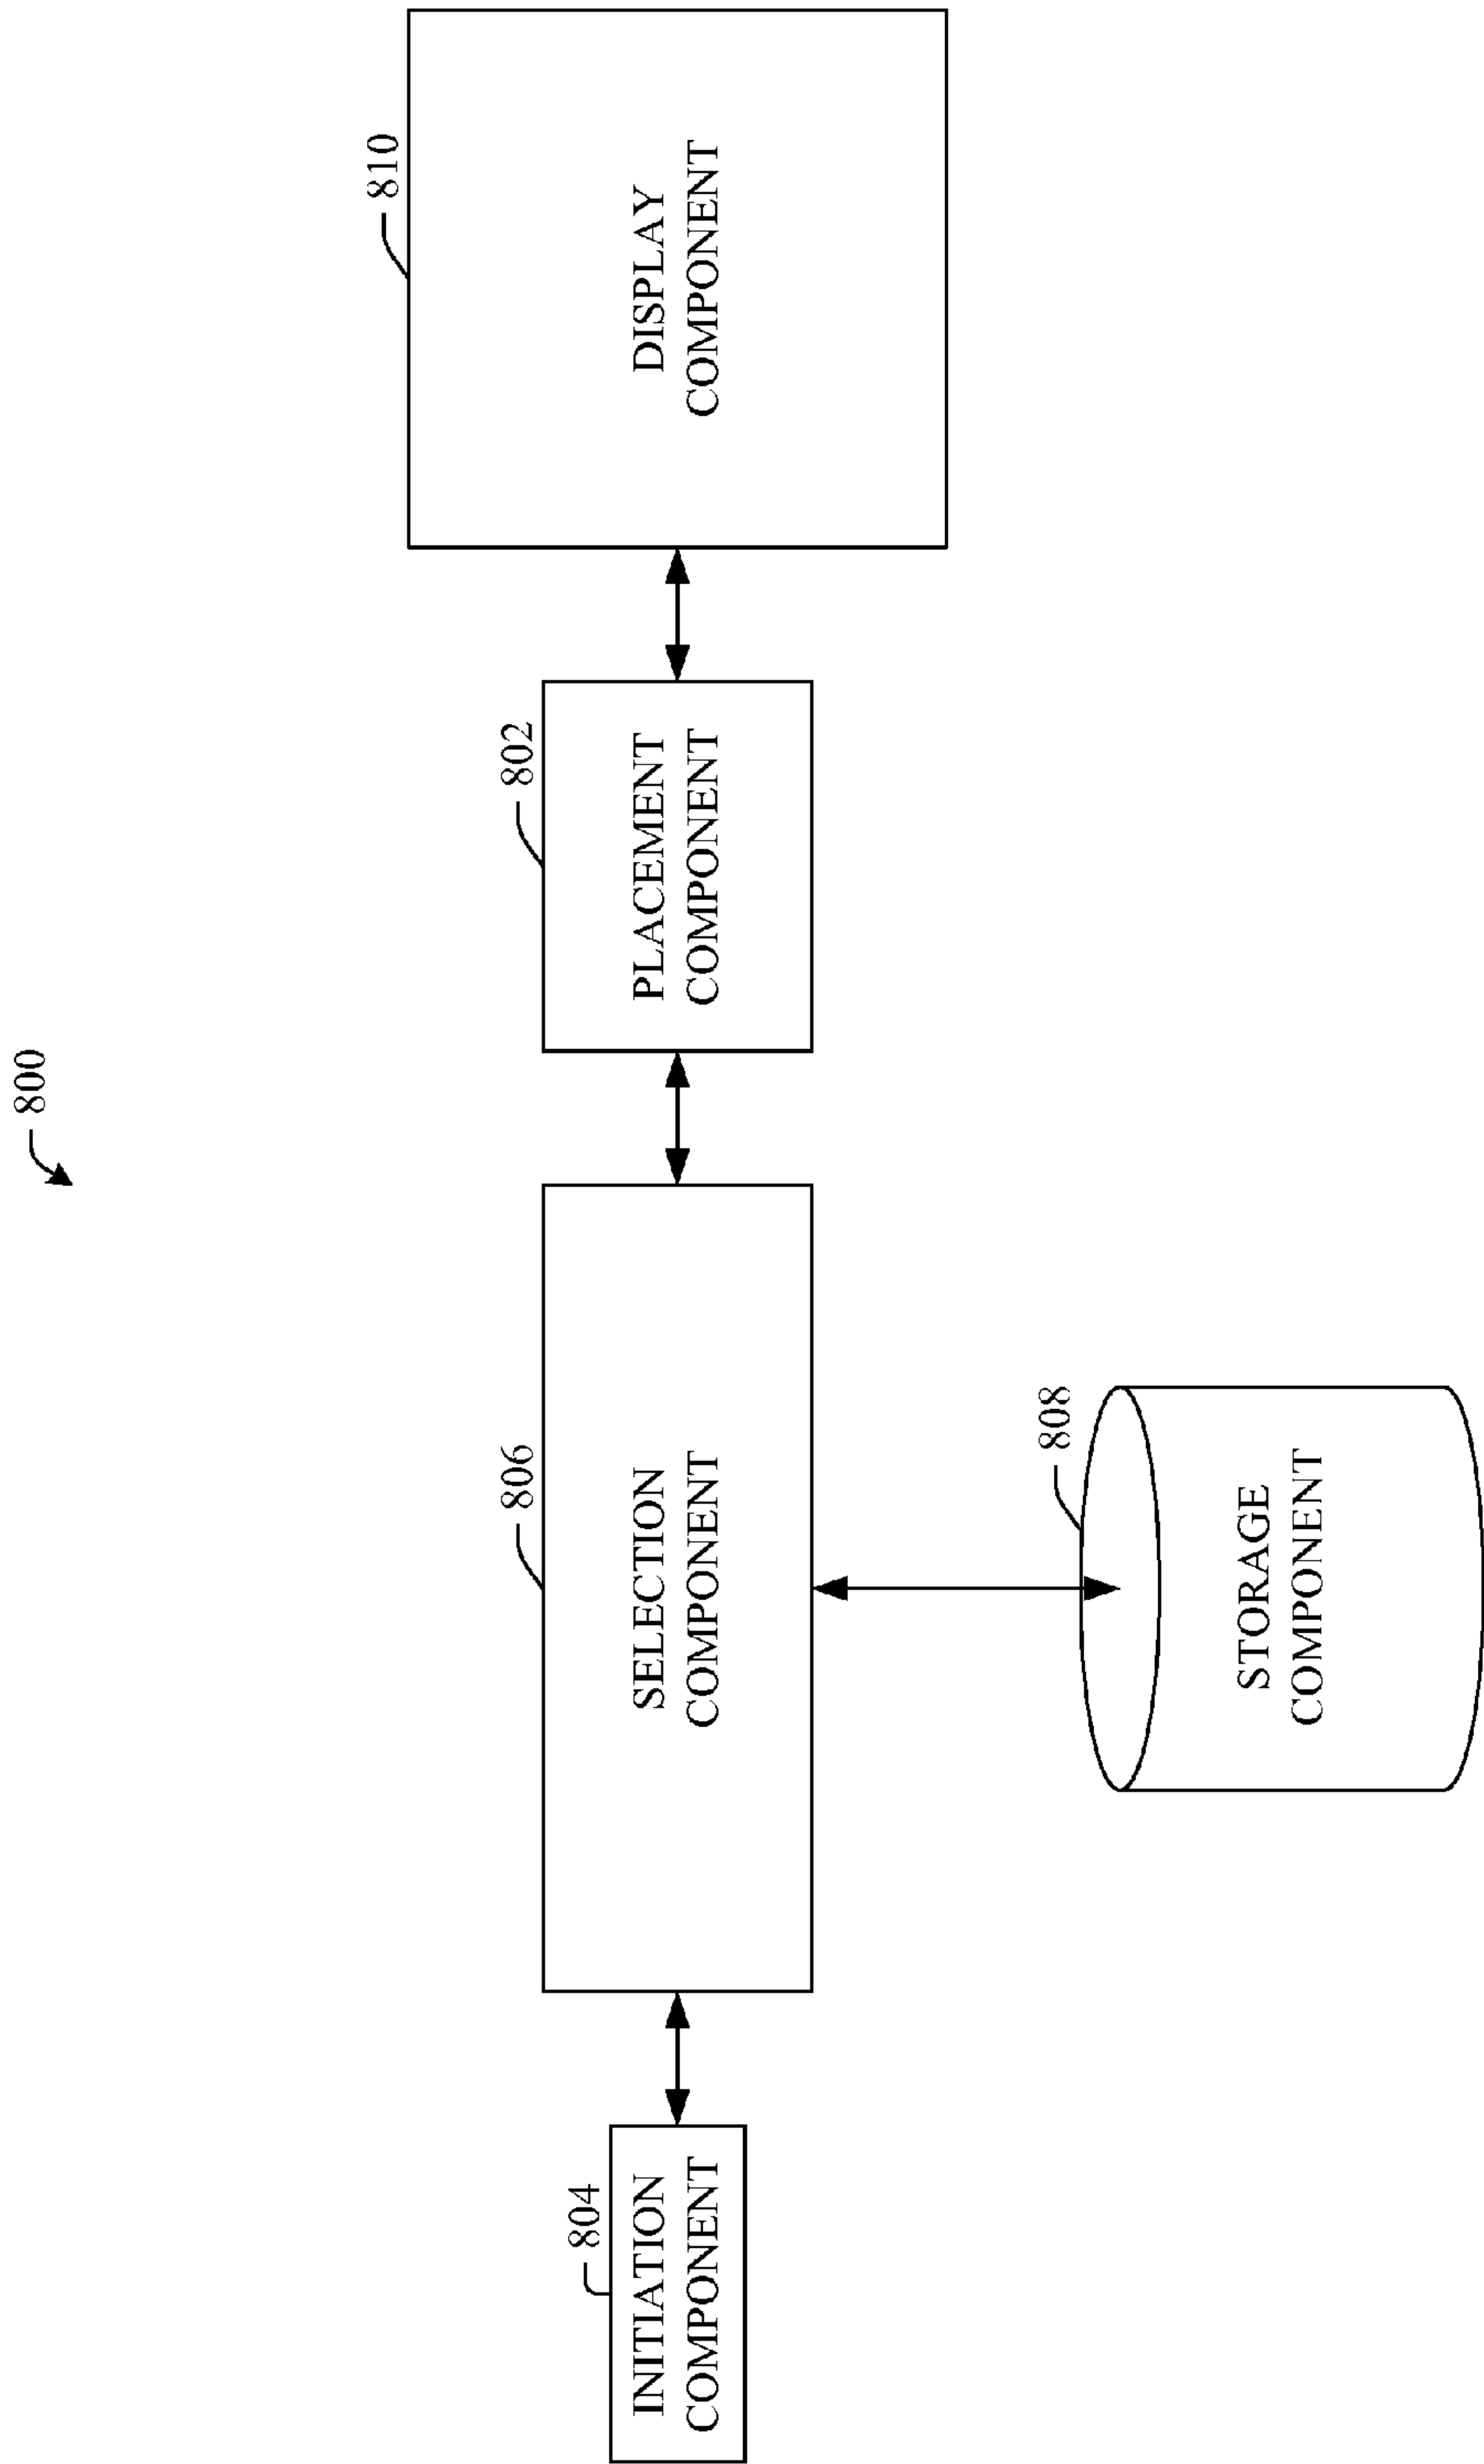 800
804
INITIATION
COMPONENT
806
SELECTION
COMPONENT
802
PLACEMENT
COMPONENT
810
DISPLAY
COMPONENT
808
STORAGE
COMPONENT